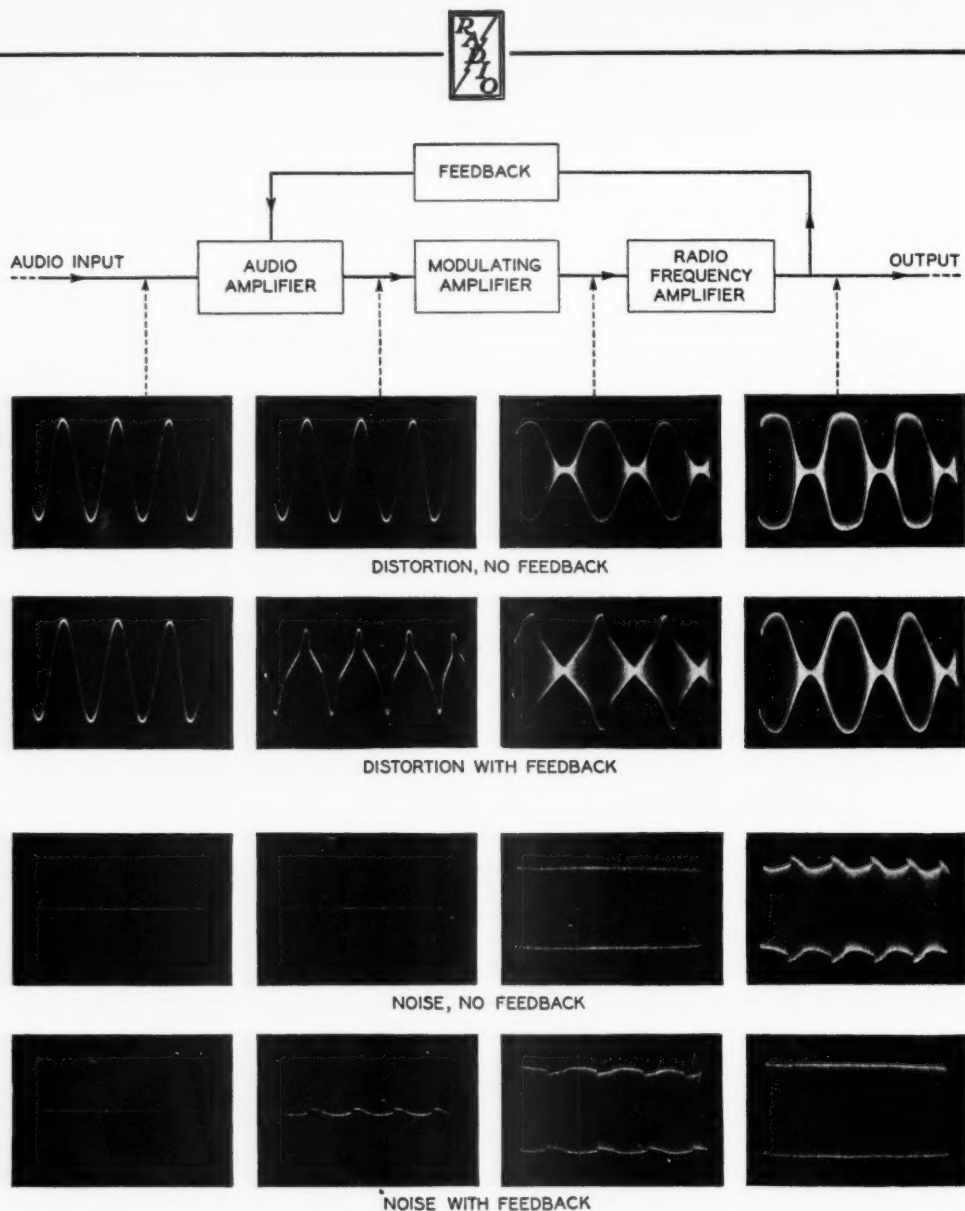 RADIO
FEEDBACK
AUDIO INPUT
AUDIO
AMPLIFIER
MODULATING
AMPLIFIER
RADIO
FREQUENCY
AMPLIFIER
OUTPUT
DISTORTION, NO FEEDBACK
DISTORTION WITH FEEDBACK
NOISE, NO FEEDBACK
NOISE WITH FEEDBACK